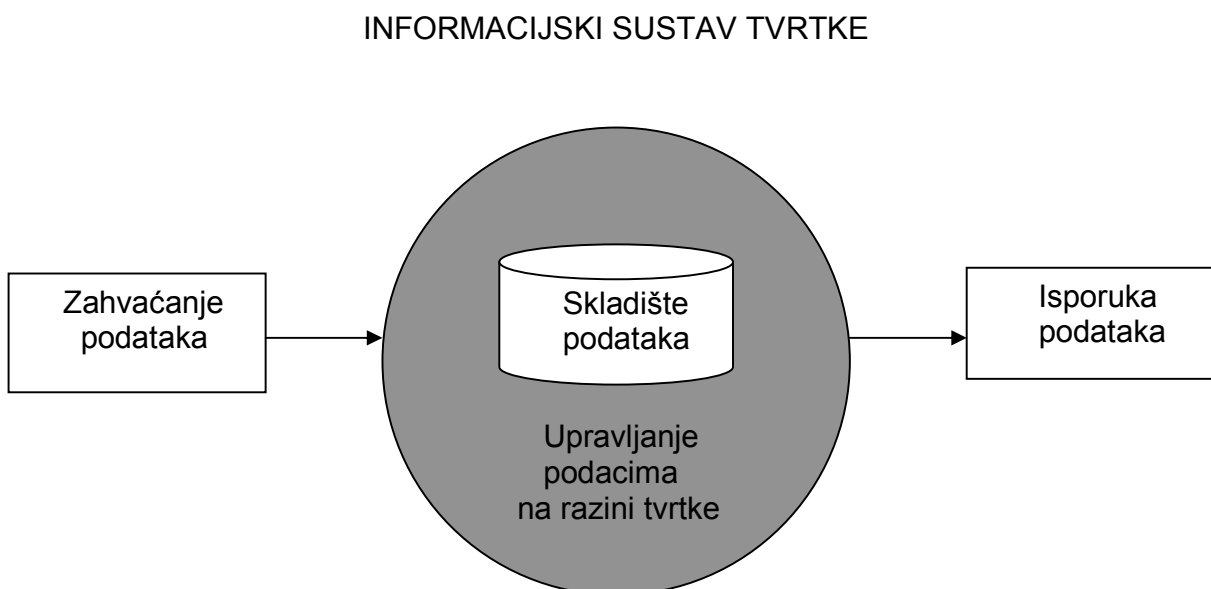 INFORMACIJSKI SUSTAV TVRTKE
Zahvaćanje
podataka
Skladište
podataka
Upravljanje
podacima
na razini tvrtke
Isporuka
podataka